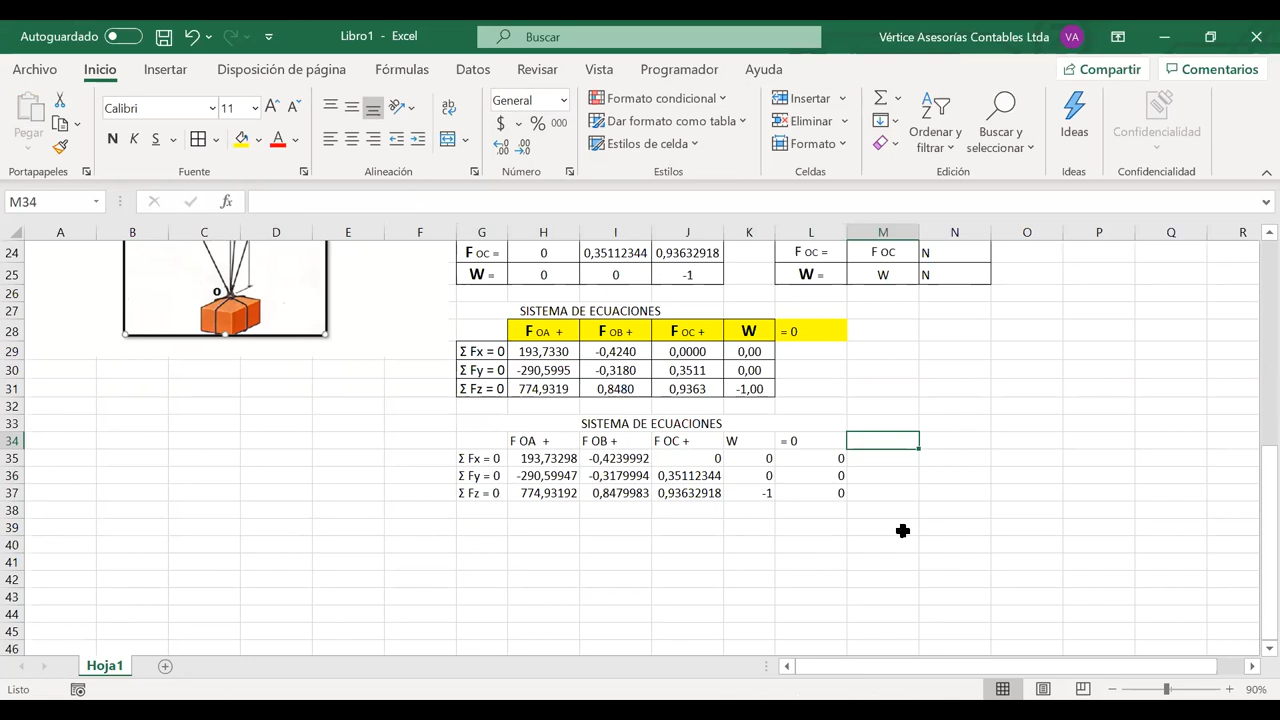 Autoguardado
Libro1 - Excel
Buscar
Vértice Asesorías Contables Ltda
VA
Archivo Inicio Insertar Disposición de página Fórmulas Datos Revisar Vista Programador Ayuda
Compartir Comentarios
Pegar
Calibri 11
N K S
General
$ % 000
Formato condicional
Dar formato como tabla
Estilos de celda
Insertar
Eliminar
Formato
Ordenar y filtrar
Buscar y seleccionar
Ideas
Confidencialidad
Portapapeles Fuente Alineación Número Estilos Celdas Edición Ideas Confidencialidad
M34 fx
A B C D E F G H I J K L M N O P Q R
24 F OC = 0 0,35112344 0,93632918 F OC = F OC N
25 W = 0 0 -1 W = W N
O
26
27 SISTEMA DE ECUACIONES
28 F OA + F OB + F OC + W = 0
29 Σ Fx = 0 193,7330 -0,4240 0,0000 0,00
30 Σ Fy = 0 -290,5995 -0,3180 0,3511 0,00
31 Σ Fz = 0 774,9319 0,8480 0,9363 -1,00
32
33 SISTEMA DE ECUACIONES
34 F OA + F OB + F OC + W = 0
35 Σ Fx = 0 193,73298 -0,4239992 0 0 0
36 Σ Fy = 0 -290,59947 -0,3179994 0,35112344 0 0
37 Σ Fz = 0 774,93192 0,8479983 0,93632918 -1 0
38
39
40
41
42
43
44
45
46
Hoja1
Listo
90%